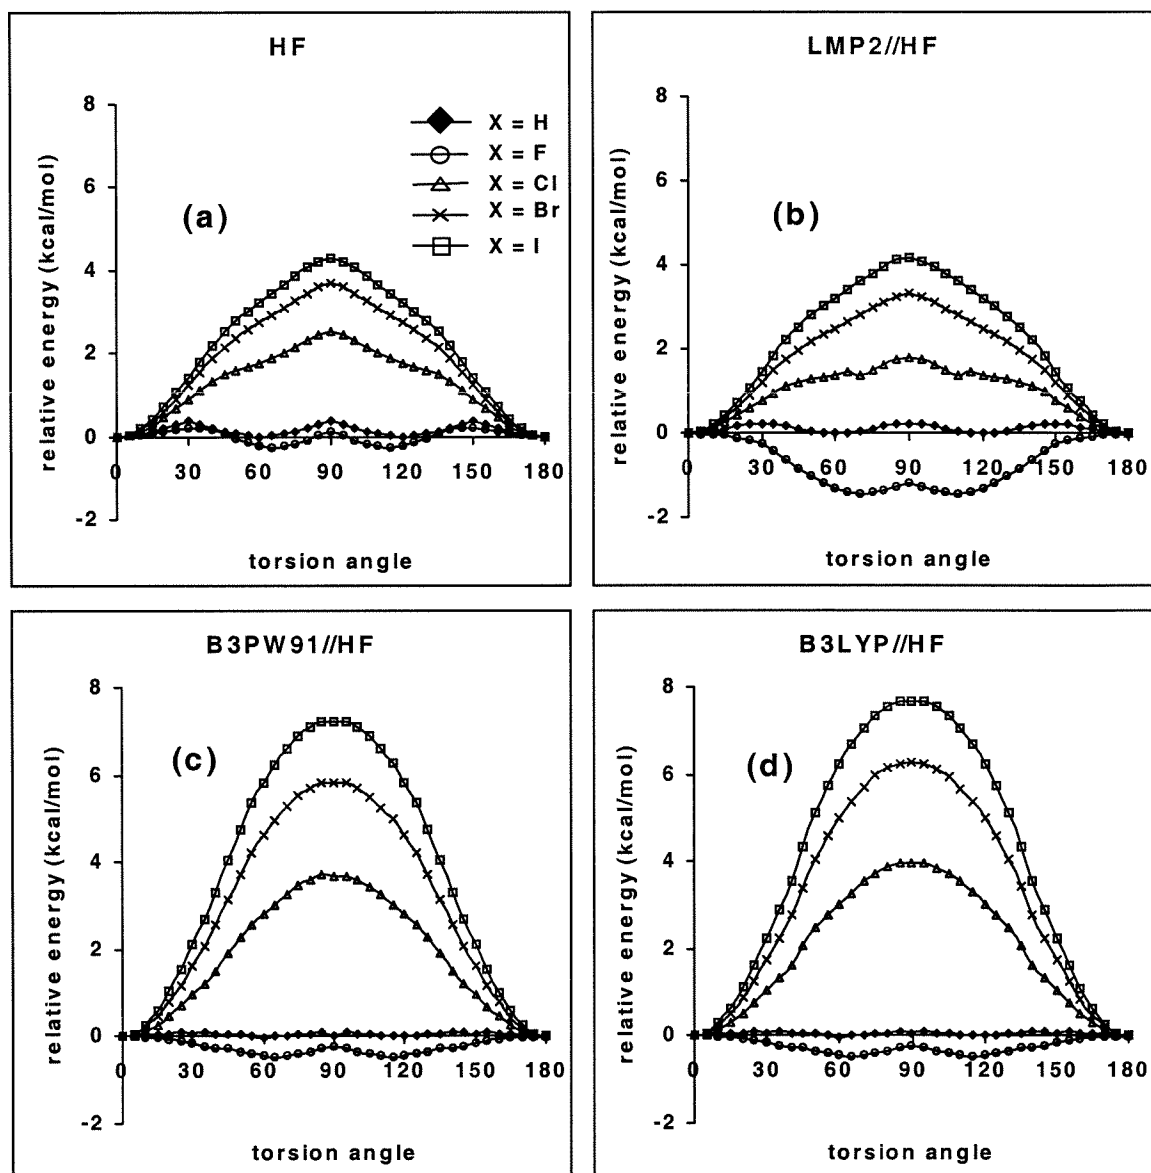 HF
relative energy (kcal/mol)
8
6
4
2
0
-2
(a)
X = H
X = F
X = Cl
X = Br
X = I
0 30 60 90 120 150 180
torsion angle
LMP2//HF
relative energy (kcal/mol)
8
6
4
2
0
-2
(b)
0 30 60 90 120 150 180
torsion angle
B3PW91//HF
relative energy (kcal/mol)
8
6
4
2
0
-2
(c)
0 30 60 90 120 150 180
torsion angle
B3LYP//HF
relative energy (kcal/mol)
8
6
4
2
0
-2
(d)
0 30 60 90 120 150 180
torsion angle